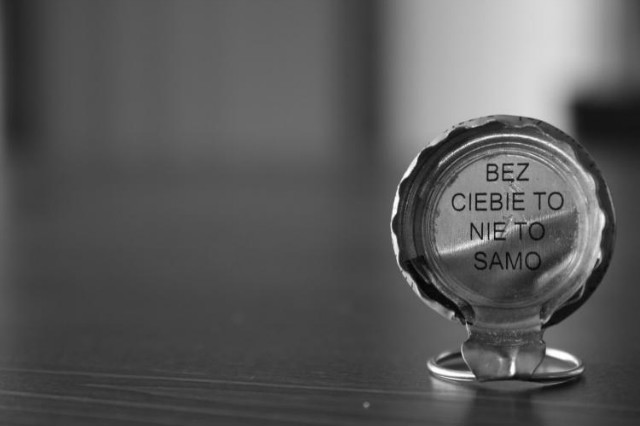 BEZ
CIEBIE TO
NIE TO
SAMO